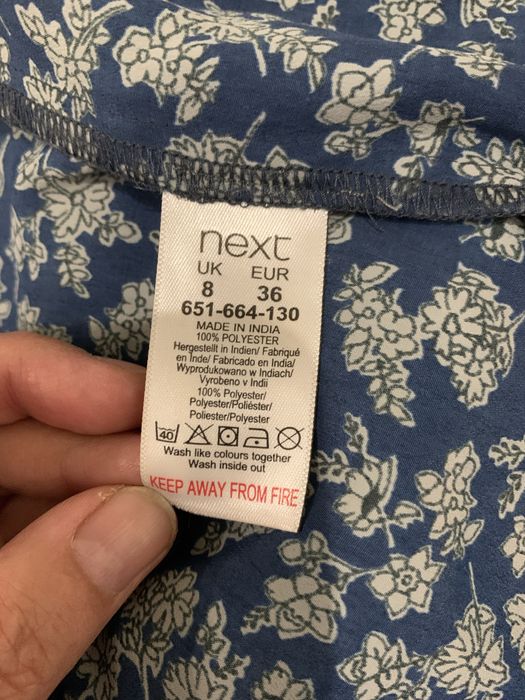 next
UK EUR
8 36
651-664-130
MADE IN INDIA
100% POLYESTER
Hergestellt in Indien/ Fabriqué
en Inde/ Fabricado en India/
Wyprodukowano w Indiach/
Vyrobeno v Indii
100% Polyester/
Polyester/Poliéster/
Poliester/Polyester
40
Wash like colours together
Wash inside out
KEEP AWAY FROM FIRE